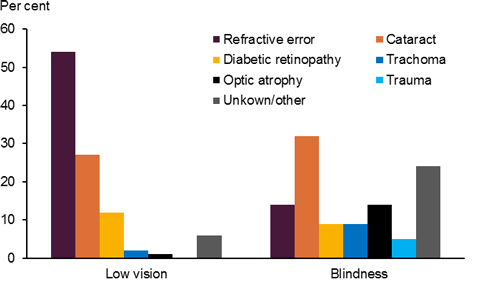 Per cent
60
50
40
30
20
10
0
Refractive error
Cataract
Diabetic retinopathy
Trachoma
Optic atrophy
Trauma
Unkown/other
Low vision
Blindness